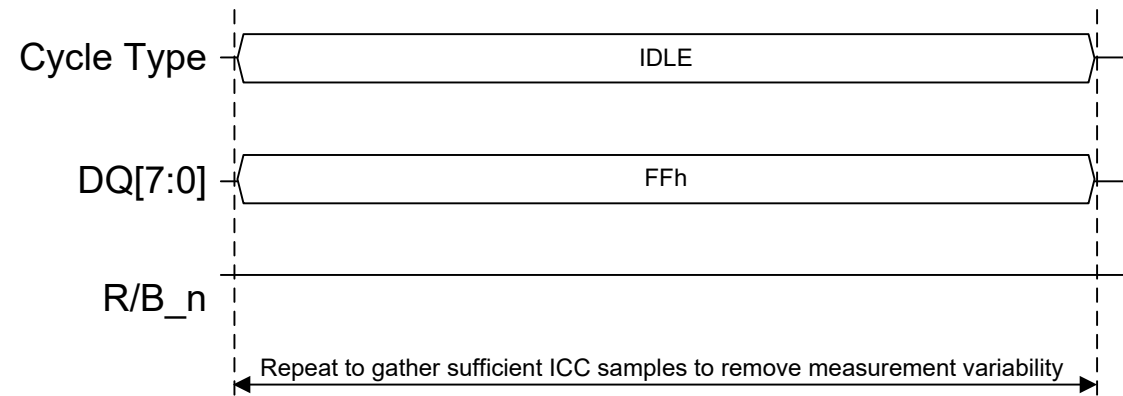 Cycle Type
IDLE
DQ[7:0]
FFh
R/B_n
Repeat to gather sufficient ICC samples to remove measurement variability